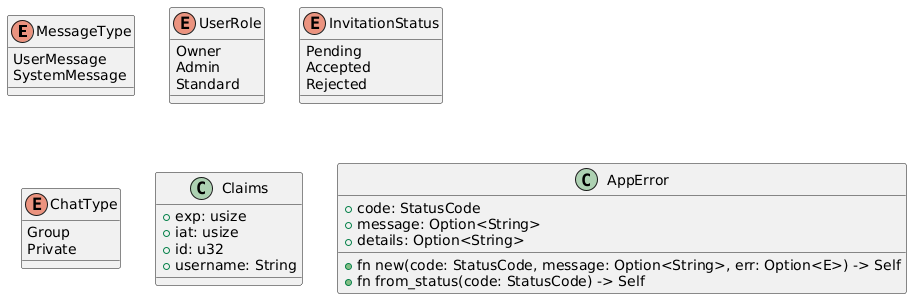 E MessageType
UserMessage
SystemMessage
E UserRole
Owner
Admin
Standard
E InvitationStatus
Pending
Accepted
Rejected
E ChatType
Group
Private
C Claims
exp: usize
iat: usize
id: u32
username: String
C AppError
code: StatusCode
message: Option<String>
details: Option<String>
fn new(code: StatusCode, message: Option<String>, err: Option<E>) -> Self
fn from_status(code: StatusCode) -> Self